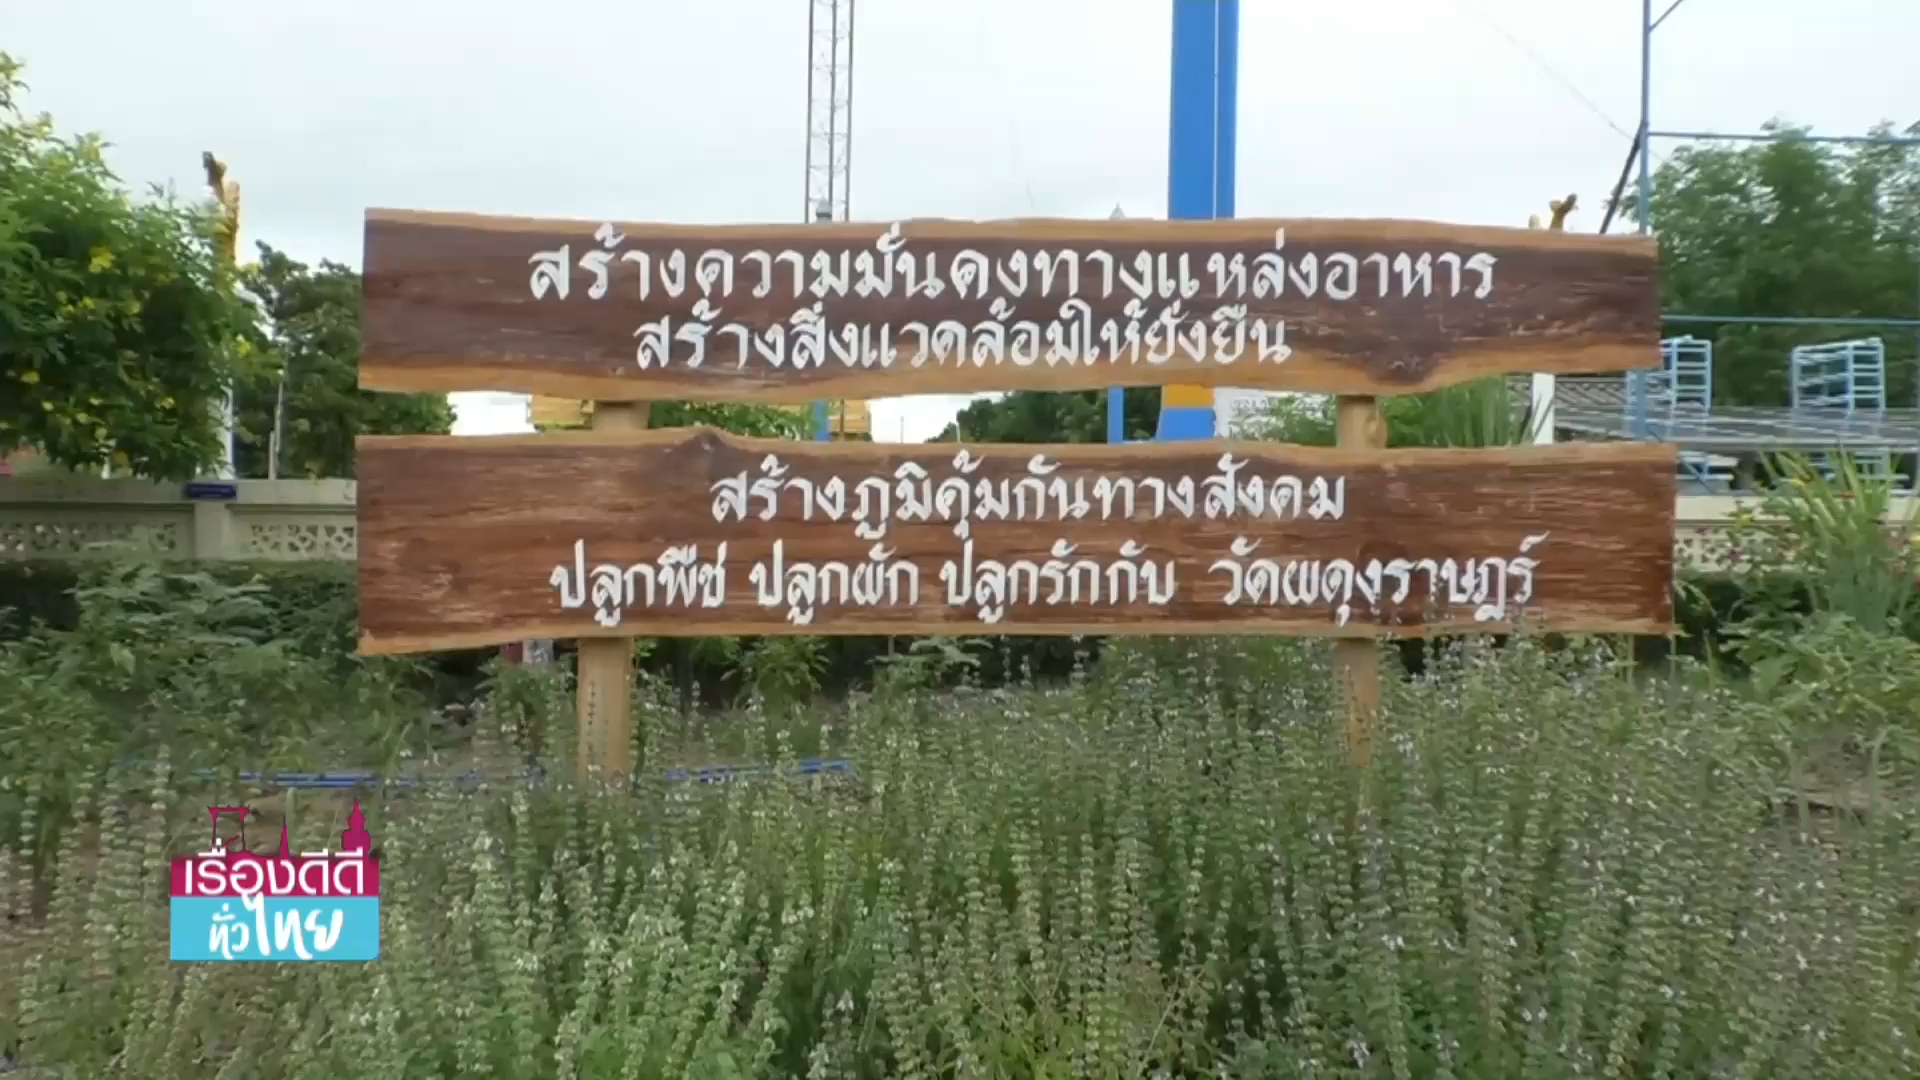 สร้างความมั่นคงทางแหล่งอาหาร
สร้างสิ่งแวดล้อมให้ยั่งยืน
สร้างภูมิคุ้มกันทางสังคม
ปลูกพืช ปลูกผัก ปลูกรักกับ วัดผดุงราษฎร์
เรื่องดีดี
ทั่วไทย